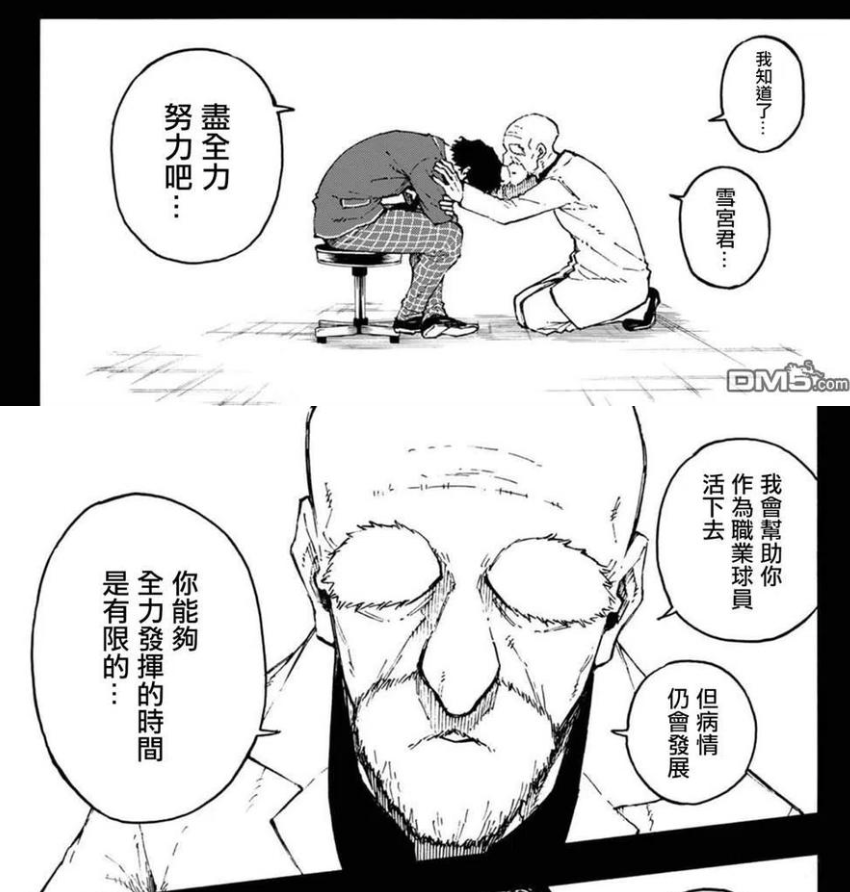 我知道了…
雪宮君…
盡全力
努力吧…
DM5.com
我會幫助你
作為職業球員
活下去
但病情
仍會發展
你能夠
全力發揮的時間
是有限的…